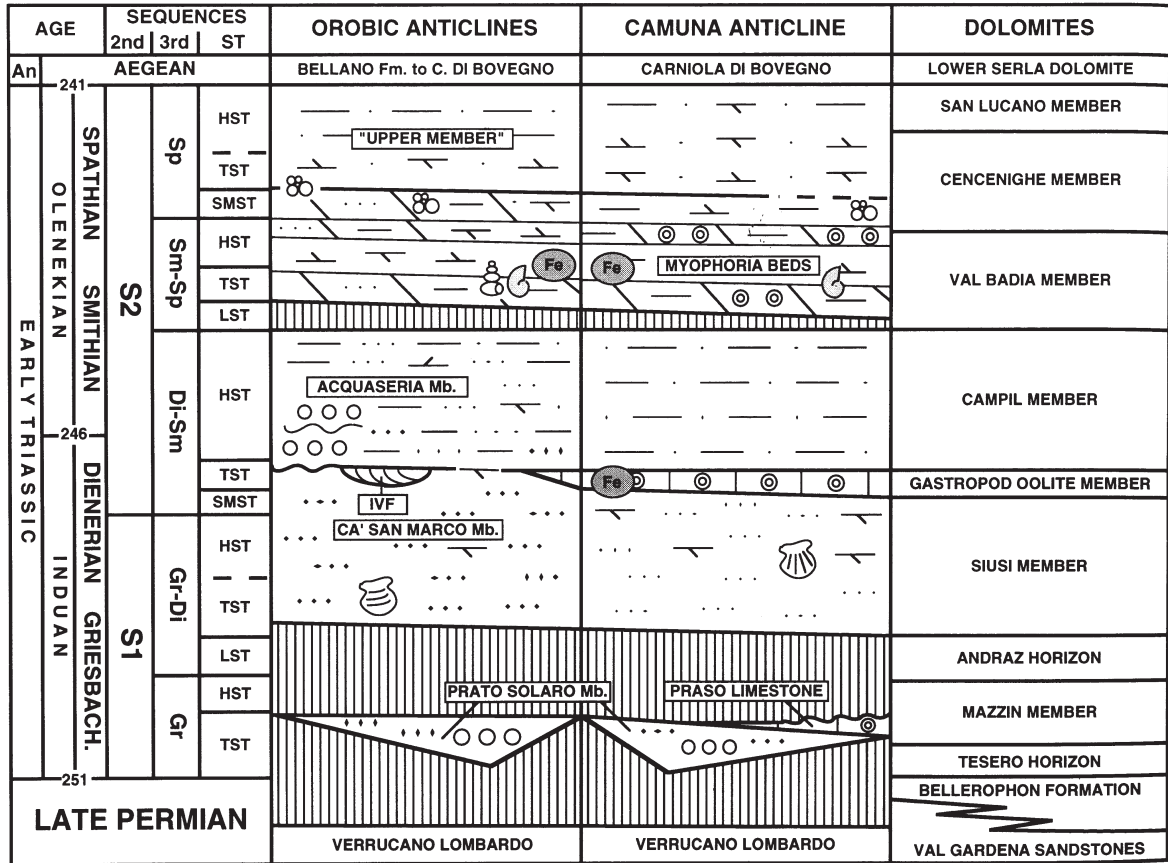 AGE
SEQUENCES
2nd 3rd ST
OROBIC ANTICLINES
CAMUNA ANTICLINE
DOLOMITES
An
AEGEAN
BELLANO Fm. to C. DI BOVEGNO
CARNIOLA DI BOVEGNO
LOWER SERLA DOLOMITE
241
246
251
EARLY TRIASSIC
OLENEKIAN
INDUAN
SPATHIAN
SMITHIAN
DIENERIAN
GRIESBACH.
S2
S1
Sp
Sm-Sp
Di-Sm
Gr-Di
Gr
HST
TST
SMST
HST
TST
LST
HST
TST
SMST
HST
TST
LST
HST
TST
"UPPER MEMBER"
Fe
ACQUASERIA Mb.
IVF
CA' SAN MARCO Mb.
PRATO SOLARO Mb.
Fe
MYOPHORIA BEDS
Fe
PRASO LIMESTONE
SAN LUCANO MEMBER
CENCENIGHE MEMBER
VAL BADIA MEMBER
CAMPIL MEMBER
GASTROPOD OOLITE MEMBER
SIUSI MEMBER
ANDRAZ HORIZON
MAZZIN MEMBER
TESERO HORIZON
BELLEROPHON FORMATION
VAL GARDENA SANDSTONES
LATE PERMIAN
VERRUCANO LOMBARDO
VERRUCANO LOMBARDO